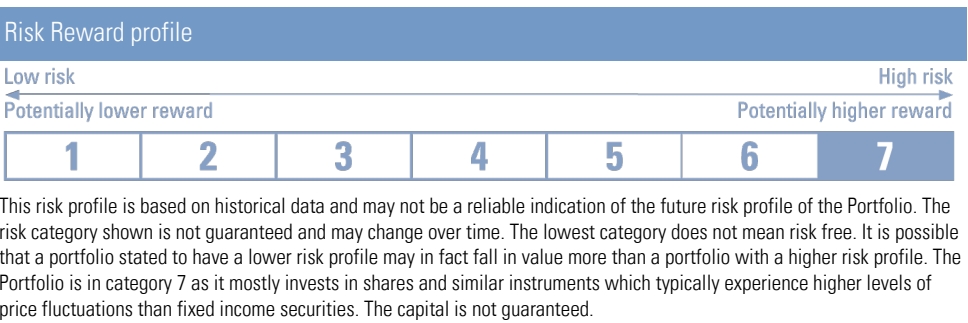 Risk Reward profile
Low risk High risk
Potentially lower reward Potentially higher reward
1 2 3 4 5 6 7
This risk profile is based on historical data and may not be a reliable indication of the future risk profile of the Portfolio. The
risk category shown is not guaranteed and may change over time. The lowest category does not mean risk free. It is possible
that a portfolio stated to have a lower risk profile may in fact fall in value more than a portfolio with a higher risk profile. The
Portfolio is in category 7 as it mostly invests in shares and similar instruments which typically experience higher levels of
price fluctuations than fixed income securities. The capital is not guaranteed.